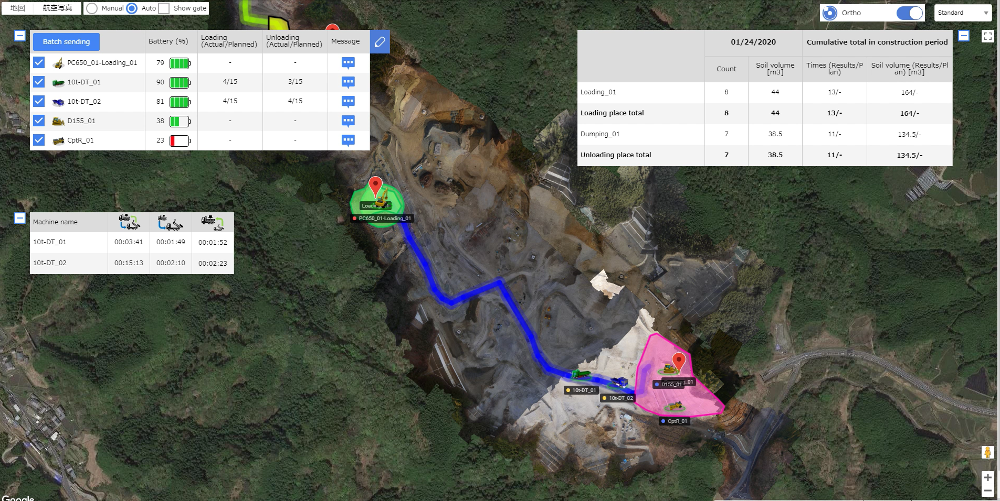 地図 航空写真 Manual Auto Show gate
Ortho Standard
Batch sending Battery (%) Loading (Actual/Planned) Unloading (Actual/Planned) Message
PC650_01-Loading_01 79 - -
10t-DT_01 90 4/15 3/15
10t-DT_02 81 4/15 4/15
D155_01 38 - -
CptR_01 23 - -
01/24/2020 Cumulative total in construction period
Count Soil volume [m3] Times (Results/P lan) Soil volume (Results/Pl an) [m3]
Loading_01 8 44 13/- 164/-
Loading place total 8 44 13/- 164/-
Dumping_01 7 38.5 11/- 134.5/-
Unloading place total 7 38.5 11/- 134.5/-
Machine name
10t-DT_01 00:03:41 00:01:49 00:01:52
10t-DT_02 00:15:13 00:02:10 00:02:23
PC650_01-Loading_01
D155_01
10t-DT_01
10t-DT_02
CptR_01
Google